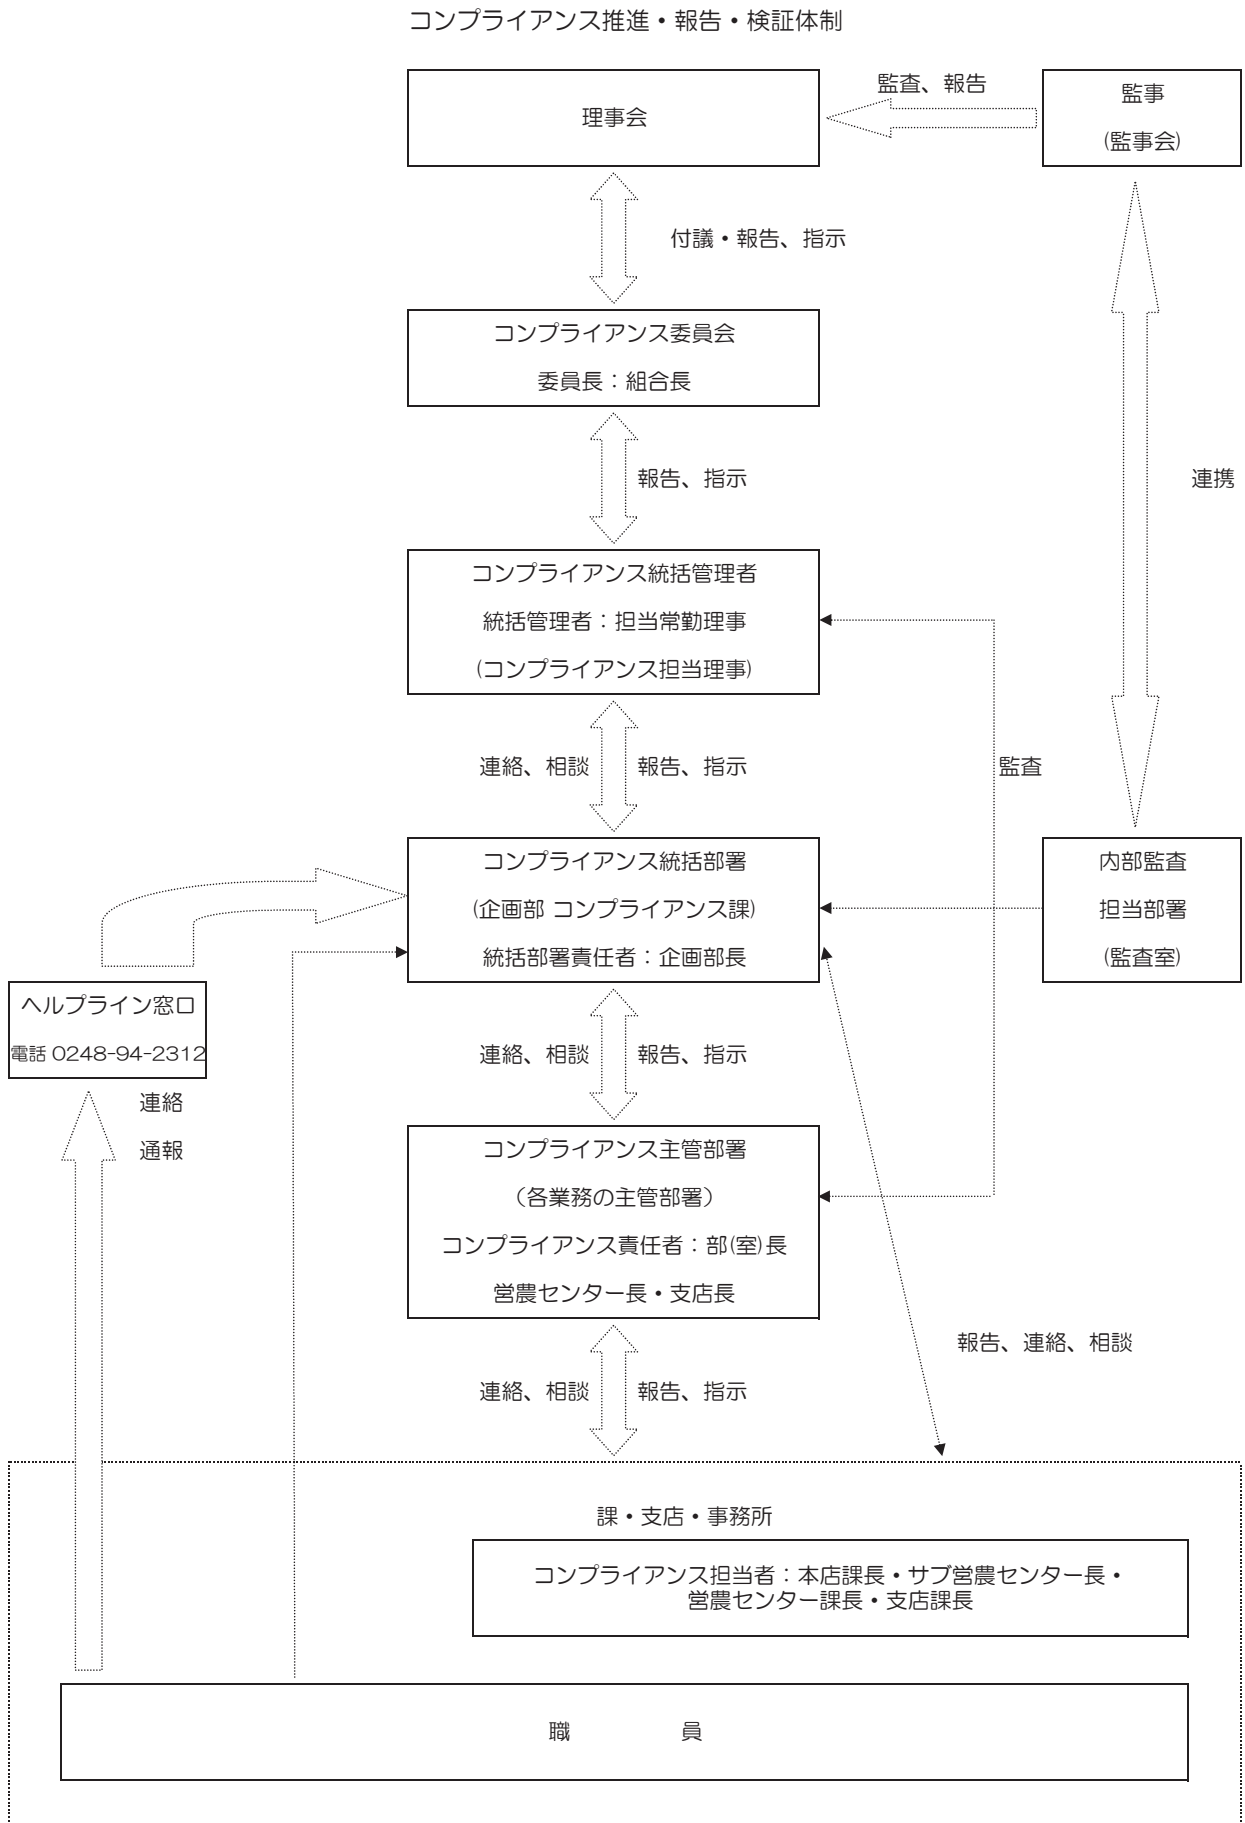 コンプライアンス推進・報告・検証体制
理事会
監査、報告
監事
(監事会)
付議・報告、指示
コンプライアンス委員会
委員長：組合長
報告、指示
連携
コンプライアンス統括管理者
統括管理者：担当常勤理事
(コンプライアンス担当理事)
連絡、相談
報告、指示
監査
コンプライアンス統括部署
(企画部 コンプライアンス課)
統括部署責任者：企画部長
内部監査
担当部署
(監査室)
ヘルプライン窓口
電話 0248-94-2312
連絡、相談
報告、指示
連絡
通報
コンプライアンス主管部署
（各業務の主管部署）
コンプライアンス責任者：部(室)長
営農センター長・支店長
報告、連絡、相談
連絡、相談
報告、指示
課・支店・事務所
コンプライアンス担当者：本店課長・サブ営農センター長・
営農センター課長・支店課長
職　　　　　員